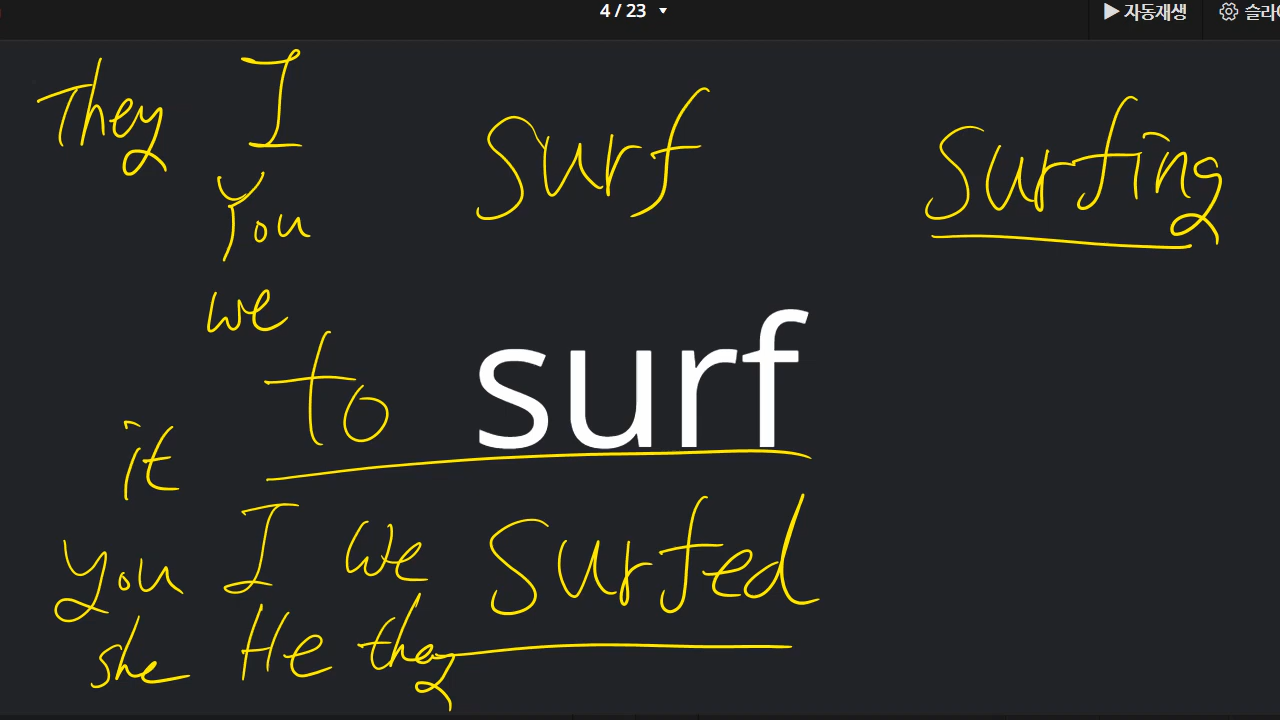 4 / 23 ▼ ▶ 자동재생
They I surf surfing
You
we
to surf
it
you I we surfed
she He they